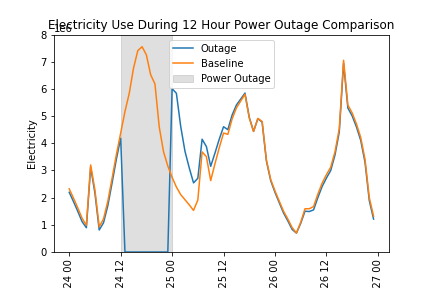 Electricity Use During 12 Hour Power Outage Comparison
1e6
8
7
6
5
4
3
2
1
0
Electricity
Outage
Baseline
Power Outage
24 00
24 12
25 00
25 12
26 00
26 12
27 00